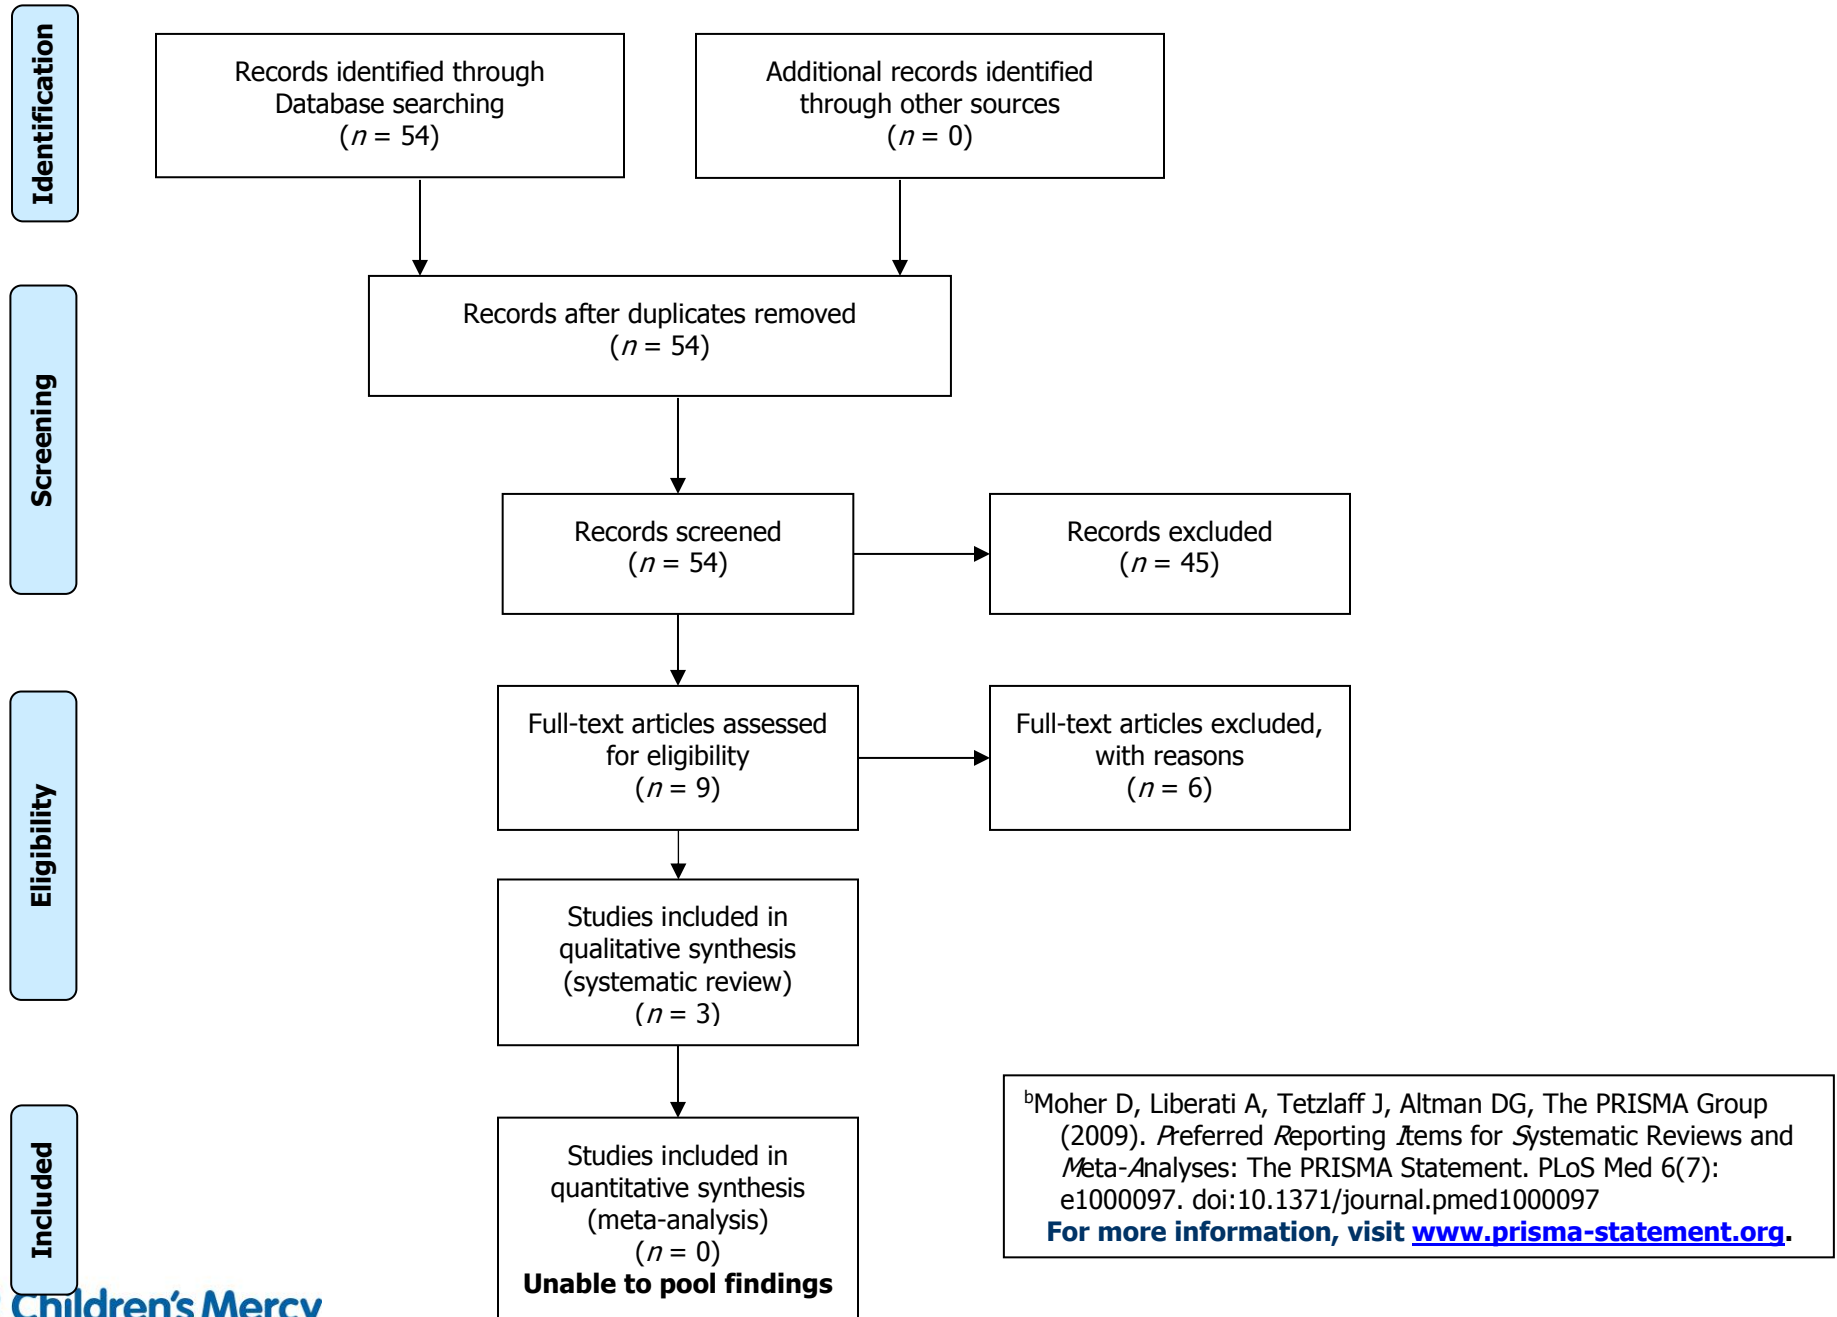 Identification
Records identified through
Database searching
(n = 54)
Additional records identified
through other sources
(n = 0)
Screening
Records after duplicates removed
(n = 54)
Records screened
(n = 54)
Records excluded
(n = 45)
Eligibility
Full-text articles assessed
for eligibility
(n = 9)
Full-text articles excluded,
with reasons
(n = 6)
Studies included in
qualitative synthesis
(systematic review)
(n = 3)
Included
Studies included in
quantitative synthesis
(meta-analysis)
(n = 0)
Unable to pool findings
ᵇMoher D, Liberati A, Tetzlaff J, Altman DG, The PRISMA Group
(2009). Preferred Reporting Items for Systematic Reviews and
Meta-Analyses: The PRISMA Statement. PLoS Med 6(7):
e1000097. doi:10.1371/journal.pmed1000097
For more information, visit www.prisma-statement.org.
Children's Mercy